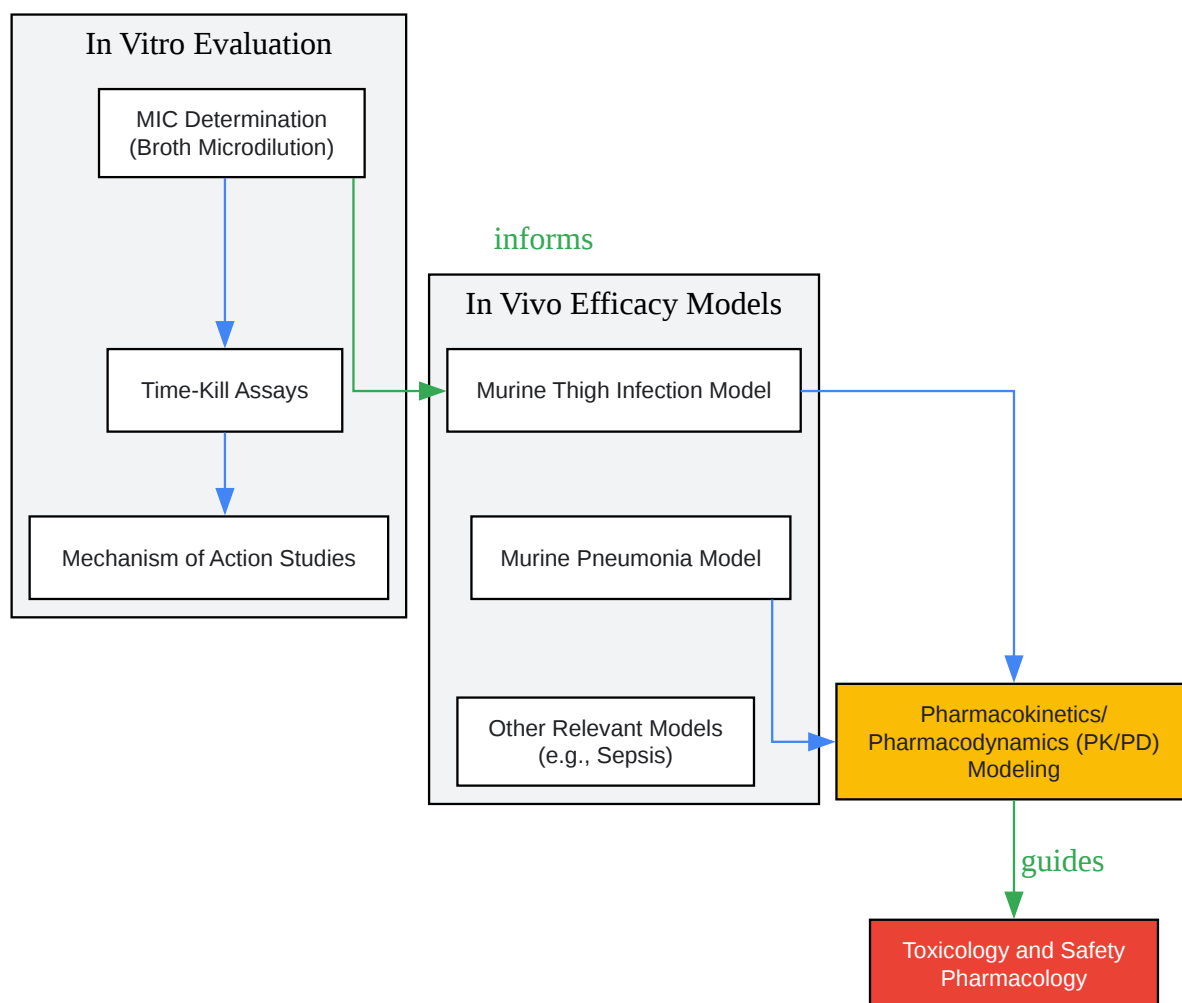 In Vitro Evaluation
MIC Determination
(Broth Microdilution)
informs
In Vivo Efficacy Models
Time-Kill Assays
Murine Thigh Infection Model
Mechanism of Action Studies
Murine Pneumonia Model
Other Relevant Models
(e.g., Sepsis)
Pharmacokinetics/
Pharmacodynamics (PK/PD)
Modeling
guides
Toxicology and Safety
Pharmacology